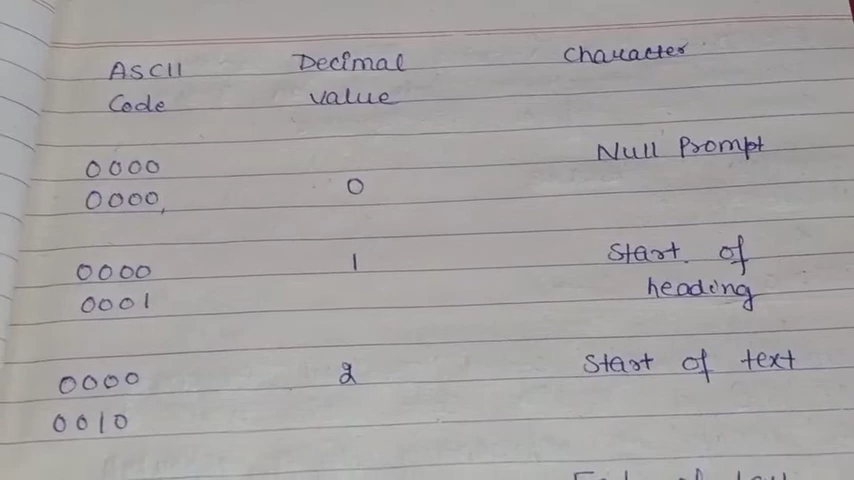 ASCII Decimal Character
Code value
Null Prompt
0000
0000, 0
0000 1 Start of
0001 heading
0000 2 Start of text
0010